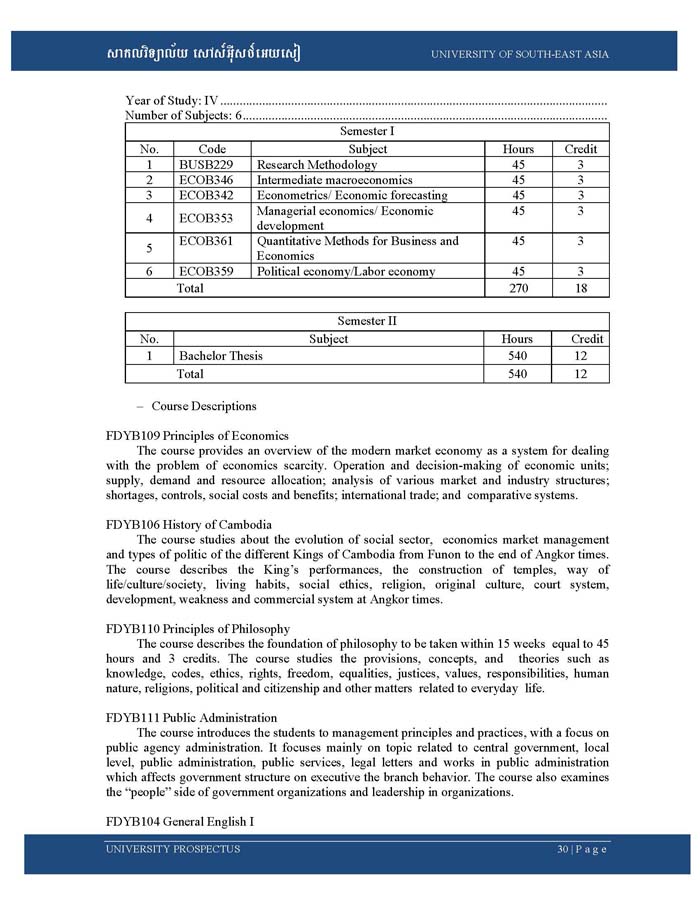 សាកលវិទ្យាល័យ សៅស៍អ៊ីសថ៍អេយសៀ UNIVERSITY OF SOUTH-EAST ASIA
Year of Study: IV ........................................................................................................................
Number of Subjects: 6.................................................................................................................
Semester I
No. Code Subject Hours Credit
1 BUSB229 Research Methodology 45 3
2 ECOB346 Intermediate macroeconomics 45 3
3 ECOB342 Econometrics/ Economic forecasting 45 3
4 ECOB353 Managerial economics/ Economic 45 3
development
5 ECOB361 Quantitative Methods for Business and 45 3
Economics
6 ECOB359 Political economy/Labor economy 45 3
Total 270 18
Semester II
No. Subject Hours Credit
1 Bachelor Thesis 540 12
Total 540 12
– Course Descriptions
FDYB109 Principles of Economics
The course provides an overview of the modern market economy as a system for dealing
with the problem of economics scarcity. Operation and decision-making of economic units;
supply, demand and resource allocation; analysis of various market and industry structures;
shortages, controls, social costs and benefits; international trade; and comparative systems.
FDYB106 History of Cambodia
The course studies about the evolution of social sector, economics market management
and types of politic of the different Kings of Cambodia from Funon to the end of Angkor times.
The course describes the King’s performances, the construction of temples, way of
life/culture/society, living habits, social ethics, religion, original culture, court system,
development, weakness and commercial system at Angkor times.
FDYB110 Principles of Philosophy
The course describes the foundation of philosophy to be taken within 15 weeks equal to 45
hours and 3 credits. The course studies the provisions, concepts, and theories such as
knowledge, codes, ethics, rights, freedom, equalities, justices, values, responsibilities, human
nature, religions, political and citizenship and other matters related to everyday life.
FDYB111 Public Administration
The course introduces the students to management principles and practices, with a focus on
public agency administration. It focuses mainly on topic related to central government, local
level, public administration, public services, legal letters and works in public administration
which affects government structure on executive the branch behavior. The course also examines
the “people” side of government organizations and leadership in organizations.
FDYB104 General English I
UNIVERSITY PROSPECTUS 30 | P a g e